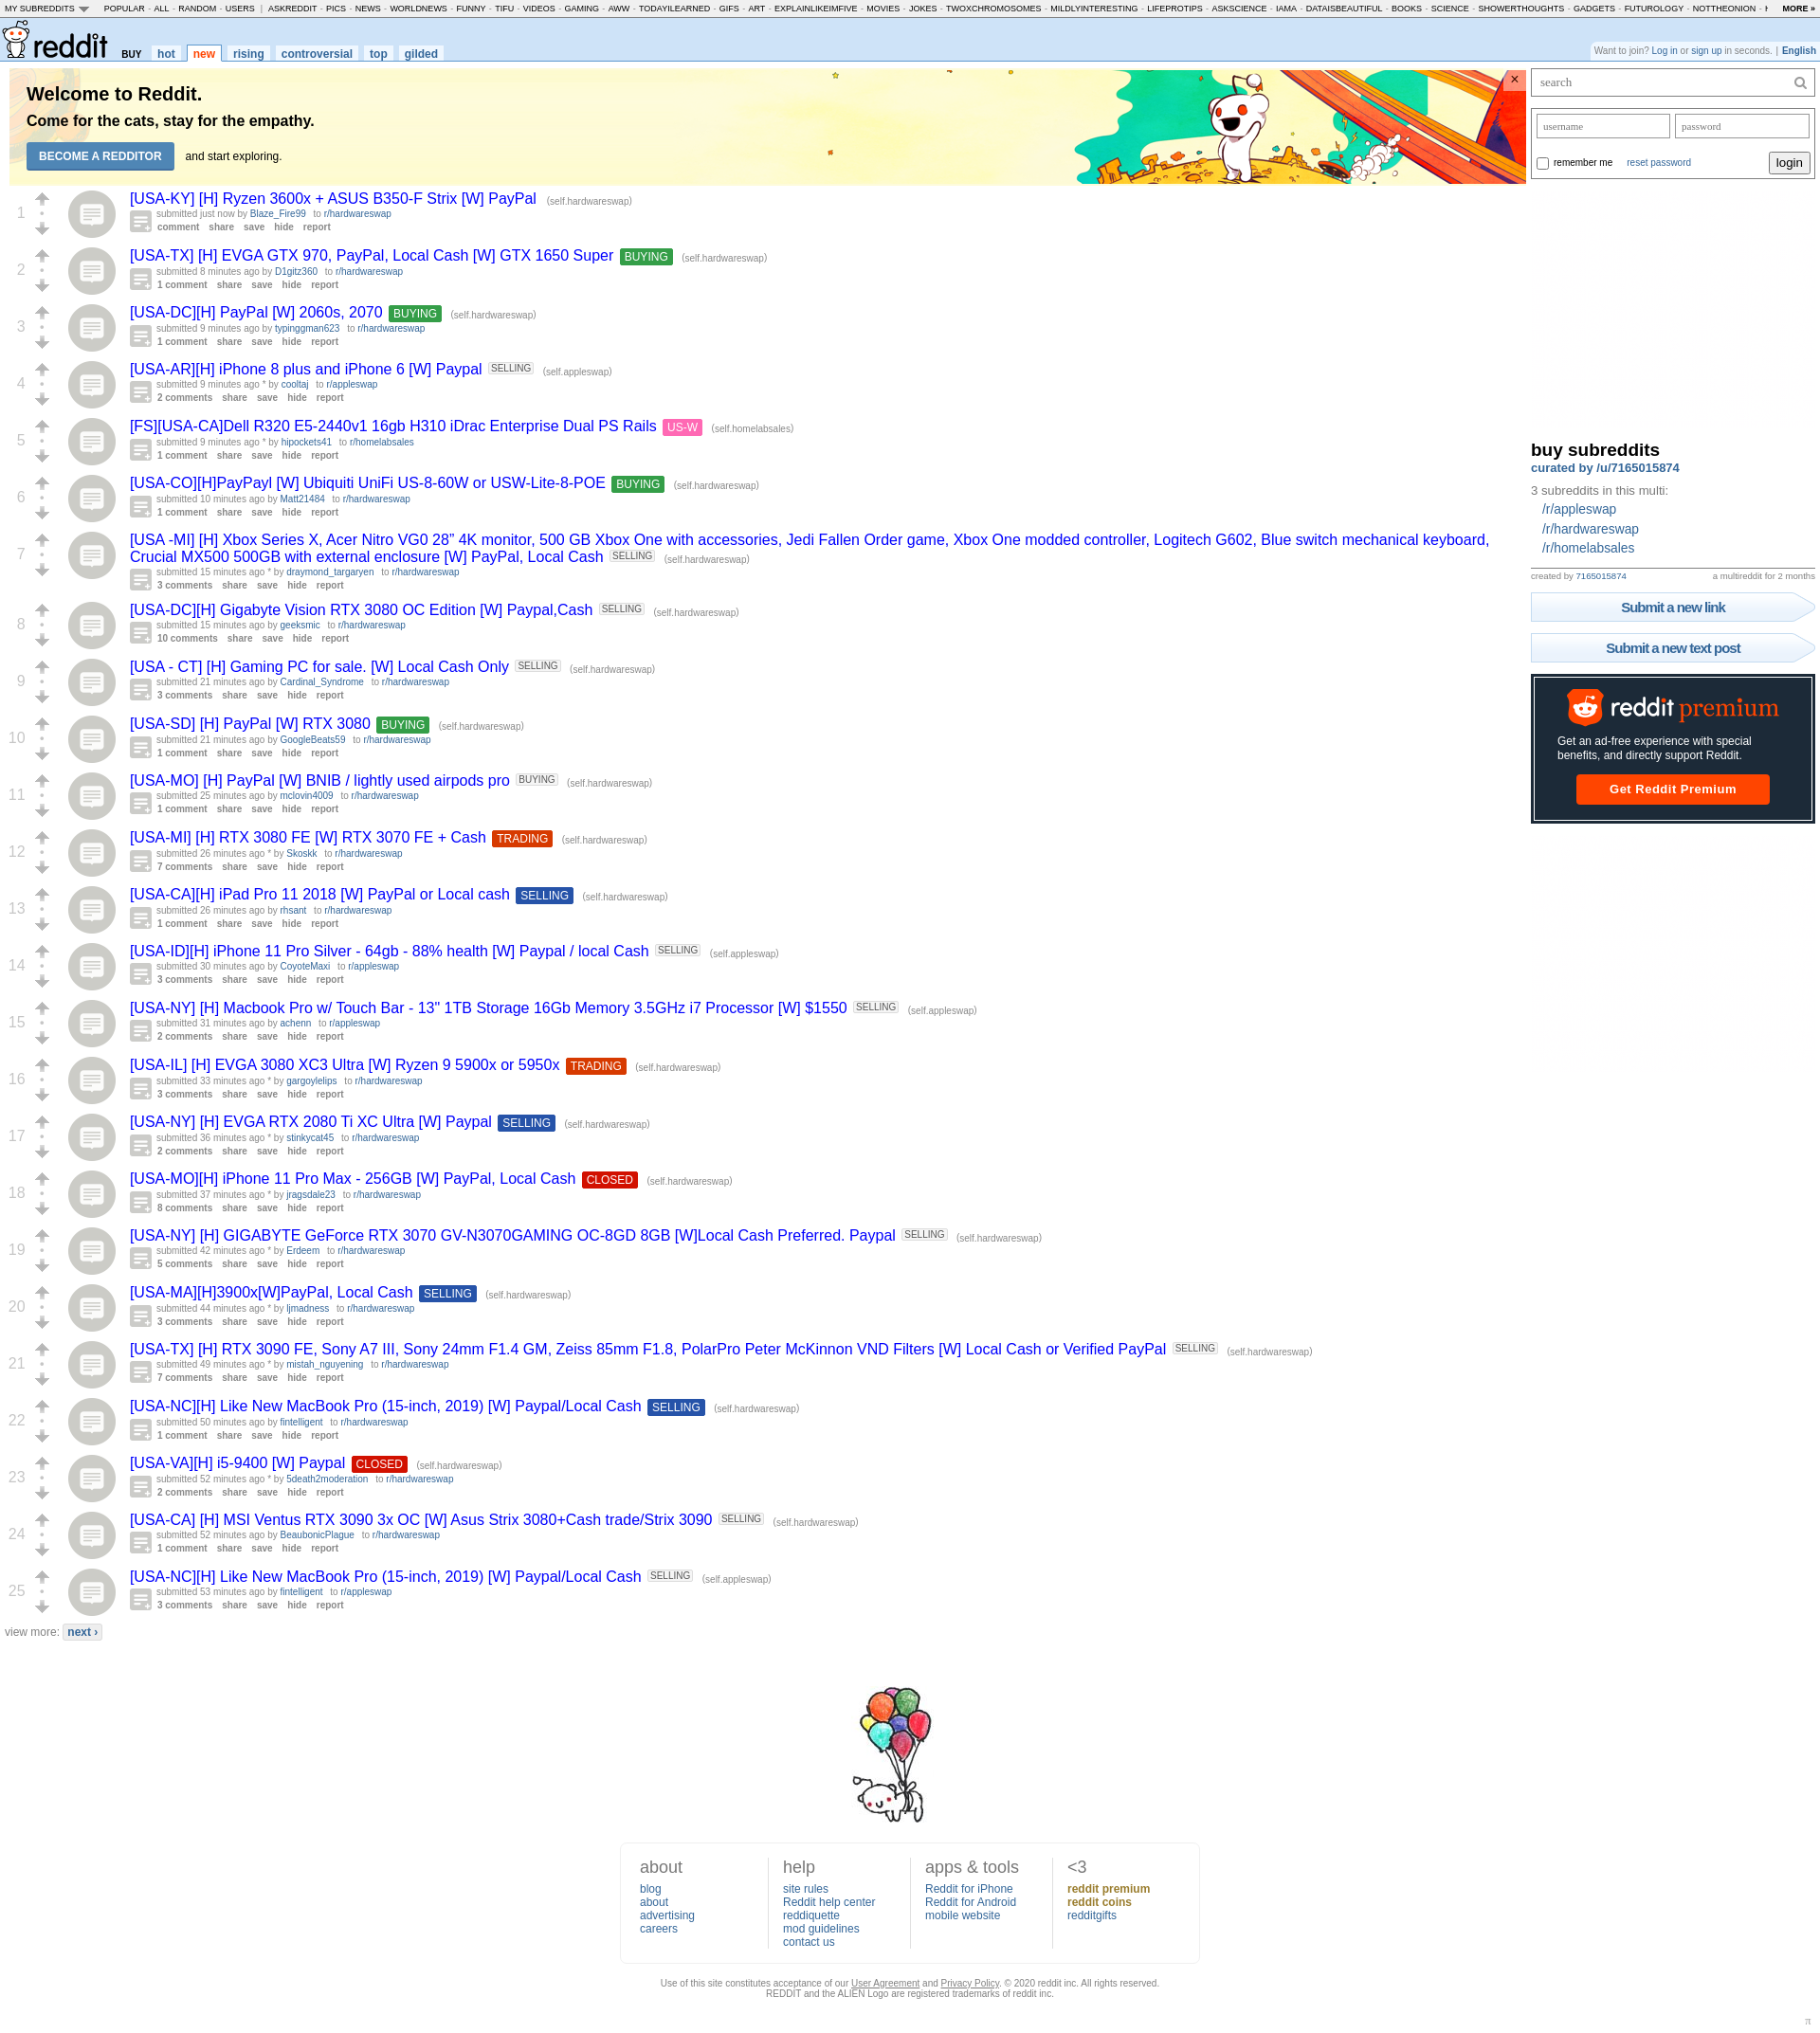 MY SUBREDDITS POPULAR - ALL - RANDOM - USERS | ASKREDDIT - PICS - NEWS - WORLDNEWS - FUNNY - TIFU - VIDEOS - GAMING - AWW - TODAYILEARNED - GIFS - ART - EXPLAINLIKEIMFIVE - MOVIES - JOKES - TWOXCHROMOSOMES - MILDLYINTERESTING - LIFEPROTIPS - ASKSCIENCE - IAMA - DATAISBEAUTIFUL - BOOKS - SCIENCE - SHOWERTHOUGHTS - GADGETS - FUTUROLOGY - NOTTHEONION - MORE »
reddit BUY hot new rising controversial top gilded
Want to join? Log in or sign up in seconds. | English
Welcome to Reddit.
Come for the cats, stay for the empathy.
BECOME A REDDITOR and start exploring.
×
search
username password
remember me reset password login
1 [USA-KY] [H] Ryzen 3600x + ASUS B350-F Strix [W] PayPal (self.hardwareswap)
submitted just now by Blaze_Fire99 to r/hardwareswap
comment share save hide report
2 [USA-TX] [H] EVGA GTX 970, PayPal, Local Cash [W] GTX 1650 Super BUYING (self.hardwareswap)
submitted 8 minutes ago by D1gitz360 to r/hardwareswap
1 comment share save hide report
3 [USA-DC][H] PayPal [W] 2060s, 2070 BUYING (self.hardwareswap)
submitted 9 minutes ago by typinggman623 to r/hardwareswap
1 comment share save hide report
4 [USA-AR][H] iPhone 8 plus and iPhone 6 [W] Paypal SELLING (self.appleswap)
submitted 9 minutes ago * by cooltaj to r/appleswap
2 comments share save hide report
5 [FS][USA-CA]Dell R320 E5-2440v1 16gb H310 iDrac Enterprise Dual PS Rails US-W (self.homelabsales)
submitted 9 minutes ago * by hipockets41 to r/homelabsales
1 comment share save hide report
6 [USA-CO][H]PayPayl [W] Ubiquiti UniFi US-8-60W or USW-Lite-8-POE BUYING (self.hardwareswap)
submitted 10 minutes ago by Matt21484 to r/hardwareswap
1 comment share save hide report
7 [USA -MI] [H] Xbox Series X, Acer Nitro VG0 28” 4K monitor, 500 GB Xbox One with accessories, Jedi Fallen Order game, Xbox One modded controller, Logitech G602, Blue switch mechanical keyboard,
Crucial MX500 500GB with external enclosure [W] PayPal, Local Cash SELLING (self.hardwareswap)
submitted 15 minutes ago * by draymond_targaryen to r/hardwareswap
3 comments share save hide report
8 [USA-DC][H] Gigabyte Vision RTX 3080 OC Edition [W] Paypal,Cash SELLING (self.hardwareswap)
submitted 15 minutes ago by geeksmic to r/hardwareswap
10 comments share save hide report
9 [USA - CT] [H] Gaming PC for sale. [W] Local Cash Only SELLING (self.hardwareswap)
submitted 21 minutes ago by Cardinal_Syndrome to r/hardwareswap
3 comments share save hide report
10 [USA-SD] [H] PayPal [W] RTX 3080 BUYING (self.hardwareswap)
submitted 21 minutes ago by GoogleBeats59 to r/hardwareswap
1 comment share save hide report
11 [USA-MO] [H] PayPal [W] BNIB / lightly used airpods pro BUYING (self.hardwareswap)
submitted 25 minutes ago by mclovin4009 to r/hardwareswap
1 comment share save hide report
12 [USA-MI] [H] RTX 3080 FE [W] RTX 3070 FE + Cash TRADING (self.hardwareswap)
submitted 26 minutes ago * by Skoskk to r/hardwareswap
7 comments share save hide report
13 [USA-CA][H] iPad Pro 11 2018 [W] PayPal or Local cash SELLING (self.hardwareswap)
submitted 26 minutes ago by rhsant to r/hardwareswap
1 comment share save hide report
14 [USA-ID][H] iPhone 11 Pro Silver - 64gb - 88% health [W] Paypal / local Cash SELLING (self.appleswap)
submitted 30 minutes ago by CoyoteMaxi to r/appleswap
3 comments share save hide report
15 [USA-NY] [H] Macbook Pro w/ Touch Bar - 13" 1TB Storage 16Gb Memory 3.5GHz i7 Processor [W] $1550 SELLING (self.appleswap)
submitted 31 minutes ago by achenn to r/appleswap
2 comments share save hide report
16 [USA-IL] [H] EVGA 3080 XC3 Ultra [W] Ryzen 9 5900x or 5950x TRADING (self.hardwareswap)
submitted 33 minutes ago * by gargoylelips to r/hardwareswap
3 comments share save hide report
17 [USA-NY] [H] EVGA RTX 2080 Ti XC Ultra [W] Paypal SELLING (self.hardwareswap)
submitted 36 minutes ago * by stinkycat45 to r/hardwareswap
2 comments share save hide report
18 [USA-MO][H] iPhone 11 Pro Max - 256GB [W] PayPal, Local Cash CLOSED (self.hardwareswap)
submitted 37 minutes ago * by jragsdale23 to r/hardwareswap
8 comments share save hide report
19 [USA-NY] [H] GIGABYTE GeForce RTX 3070 GV-N3070GAMING OC-8GD 8GB [W]Local Cash Preferred. Paypal SELLING (self.hardwareswap)
submitted 42 minutes ago * by Erdeem to r/hardwareswap
5 comments share save hide report
20 [USA-MA][H]3900x[W]PayPal, Local Cash SELLING (self.hardwareswap)
submitted 44 minutes ago * by ljmadness to r/hardwareswap
3 comments share save hide report
21 [USA-TX] [H] RTX 3090 FE, Sony A7 III, Sony 24mm F1.4 GM, Zeiss 85mm F1.8, PolarPro Peter McKinnon VND Filters [W] Local Cash or Verified PayPal SELLING (self.hardwareswap)
submitted 49 minutes ago * by mistah_nguyening to r/hardwareswap
7 comments share save hide report
22 [USA-NC][H] Like New MacBook Pro (15-inch, 2019) [W] Paypal/Local Cash SELLING (self.hardwareswap)
submitted 50 minutes ago by fintelligent to r/hardwareswap
1 comment share save hide report
23 [USA-VA][H] i5-9400 [W] Paypal CLOSED (self.hardwareswap)
submitted 52 minutes ago * by 5death2moderation to r/hardwareswap
2 comments share save hide report
24 [USA-CA] [H] MSI Ventus RTX 3090 3x OC [W] Asus Strix 3080+Cash trade/Strix 3090 SELLING (self.hardwareswap)
submitted 52 minutes ago by BeaubonicPlague to r/hardwareswap
1 comment share save hide report
25 [USA-NC][H] Like New MacBook Pro (15-inch, 2019) [W] Paypal/Local Cash SELLING (self.appleswap)
submitted 53 minutes ago by fintelligent to r/appleswap
3 comments share save hide report
view more: next ›
buy subreddits
curated by /u/7165015874
3 subreddits in this multi:
/r/appleswap
/r/hardwareswap
/r/homelabsales
created by 7165015874 a multireddit for 2 months
Submit a new link
Submit a new text post
reddit premium
Get an ad-free experience with special
benefits, and directly support Reddit.
Get Reddit Premium
about
blog
about
advertising
careers
help
site rules
Reddit help center
reddiquette
mod guidelines
contact us
apps & tools
Reddit for iPhone
Reddit for Android
mobile website
<3
reddit premium
reddit coins
redditgifts
Use of this site constitutes acceptance of our User Agreement and Privacy Policy. © 2020 reddit inc. All rights reserved.
REDDIT and the ALIEN Logo are registered trademarks of reddit inc.
π